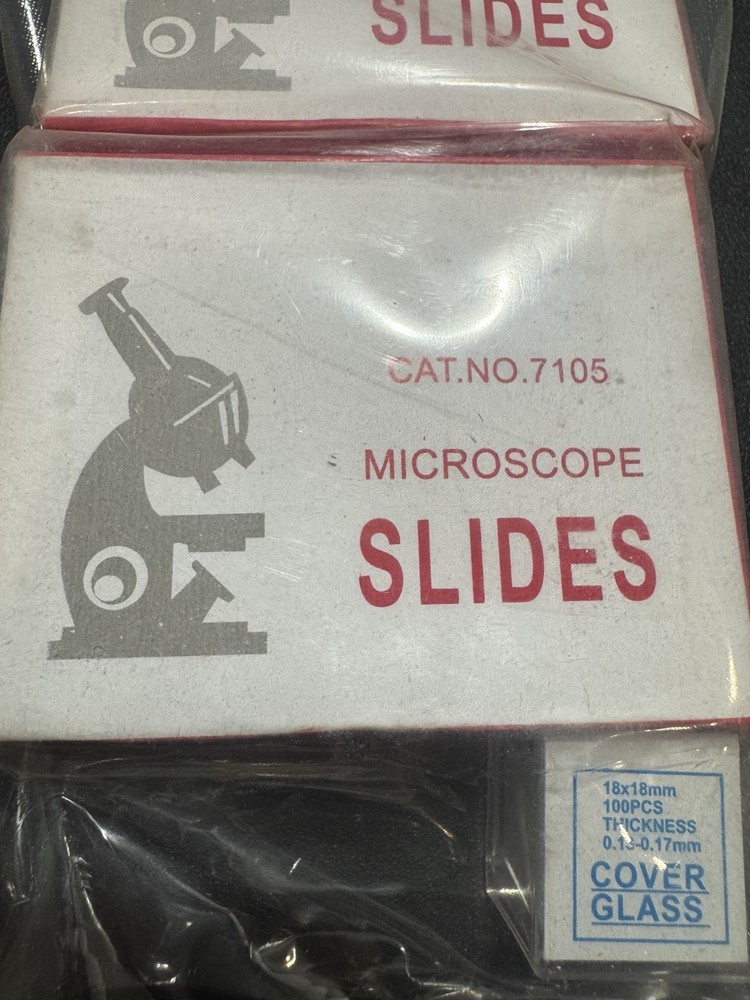 SLIDES
CAT.NO.7105
MICROSCOPE
SLIDES
18x18mm
100PCS
THICKNESS
COVER
GLASS